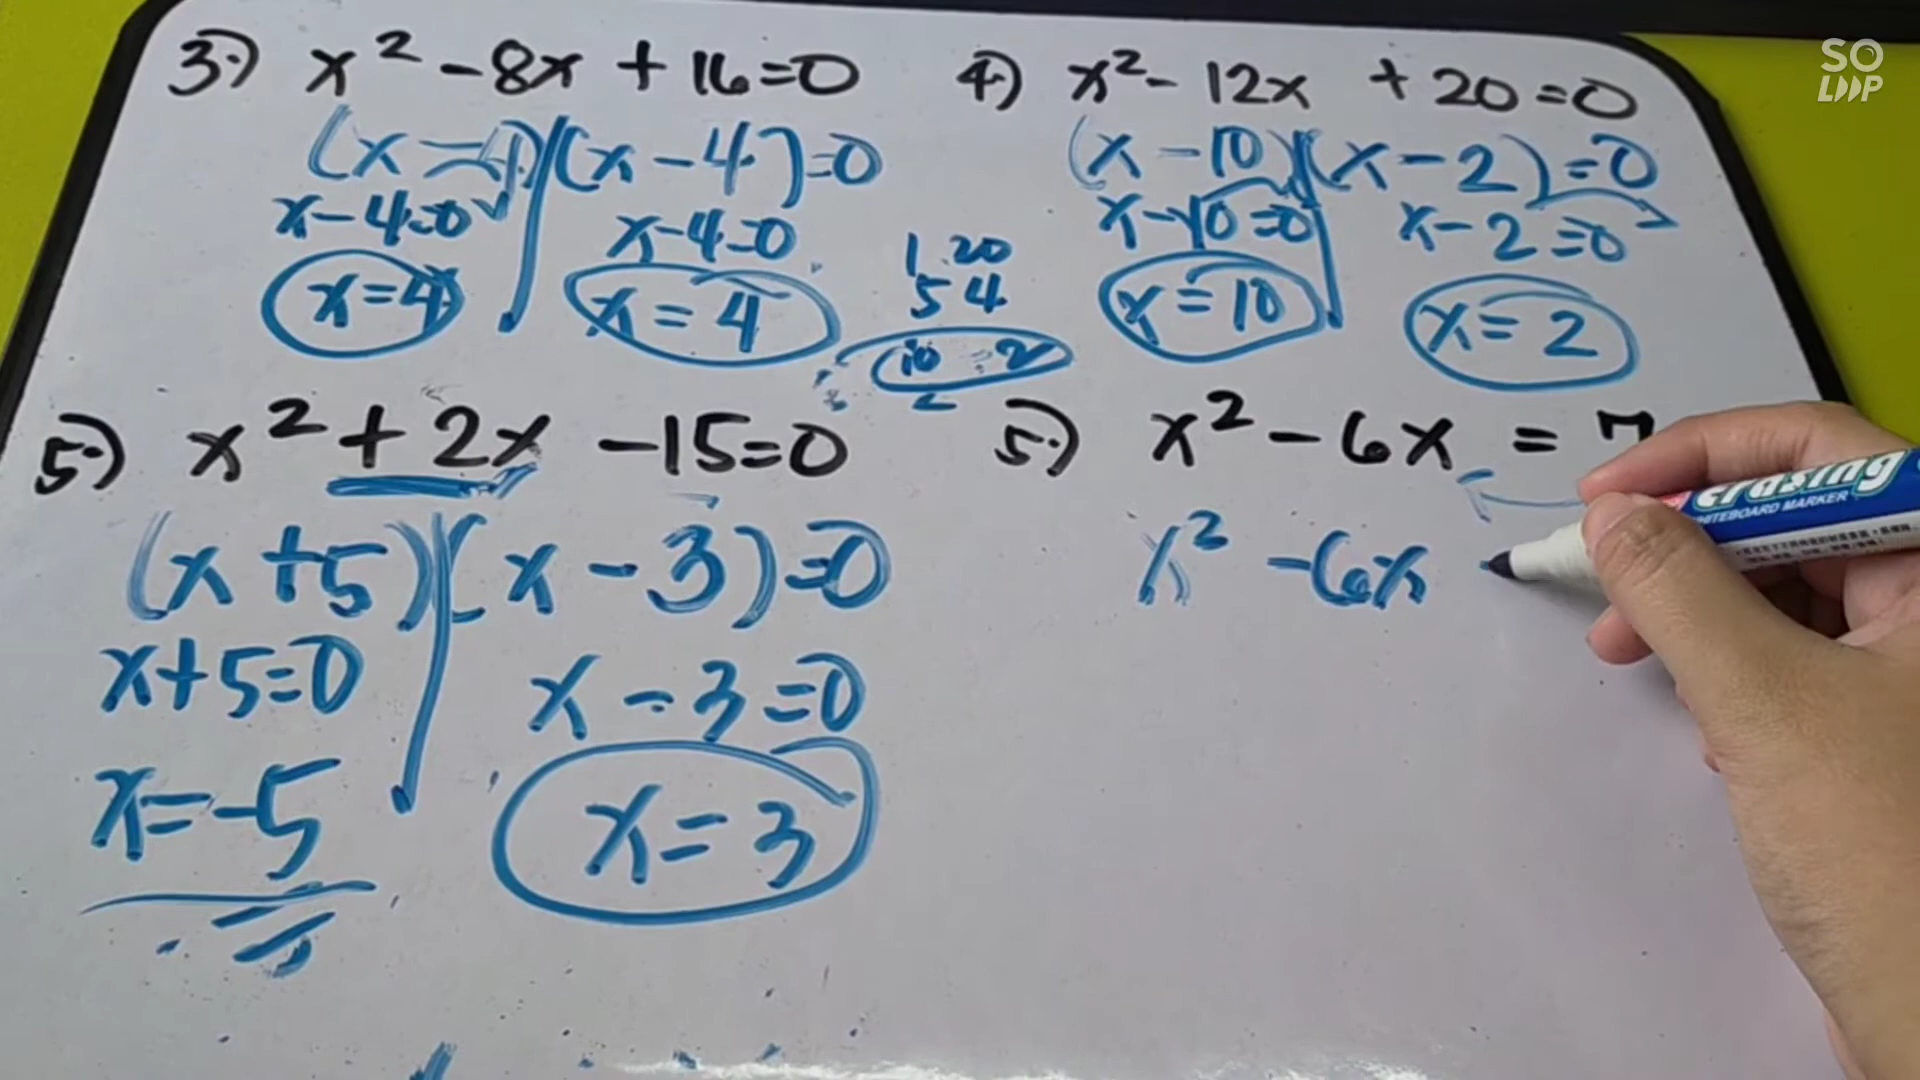 3.) x² - 8x + 16 = 0
(x - 4)(x - 4) = 0
x - 4 = 0 x - 4 = 0
x = 4 x = 4
4.) x² - 12x + 20 = 0
(x - 10)(x - 2) = 0
x - 10 = 0 x - 2 = 0
x = 10 x = 2
1 20
5 4
10 2
5.) x² + 2x - 15 = 0
(x + 5)(x - 3) = 0
x + 5 = 0 x - 3 = 0
x = -5 x = 3
5.) x² - 6x = 7
x² - 6x -
erasing
WHITEBOARD MARKER
SO
LOOP